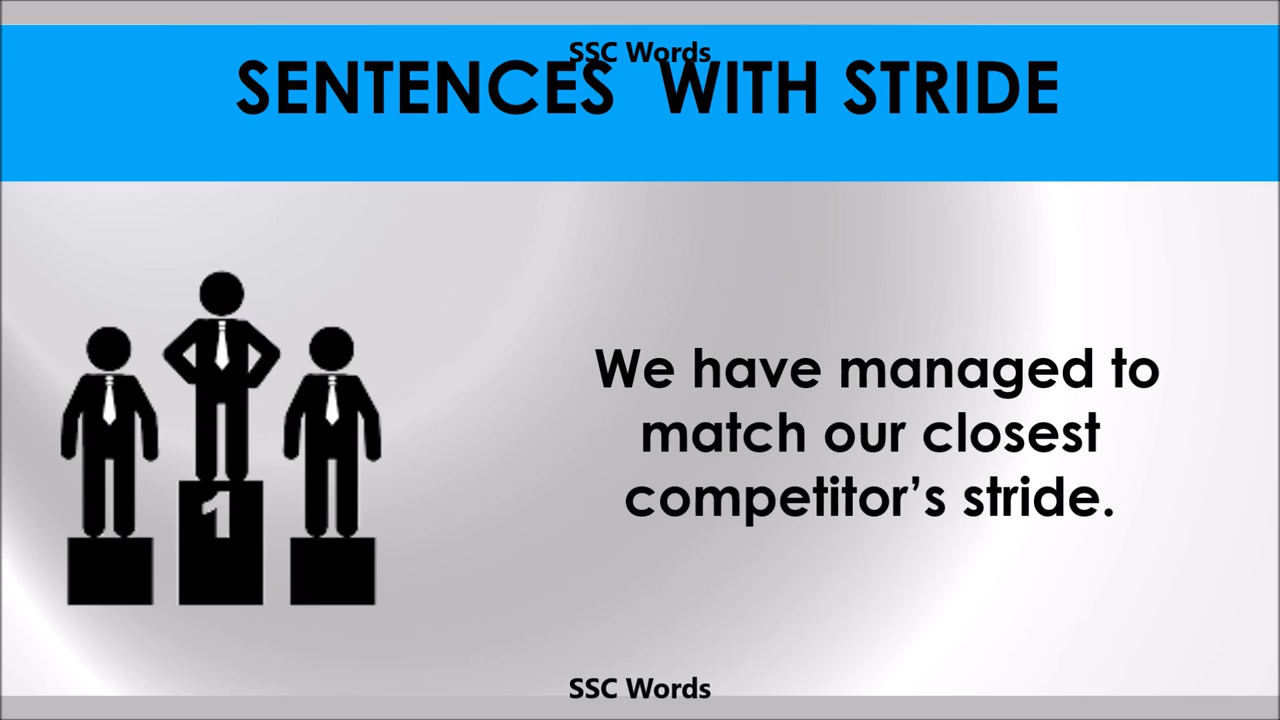 SSC Words
SENTENCES WITH STRIDE
1
We have managed to
match our closest
competitor’s stride.
SSC Words